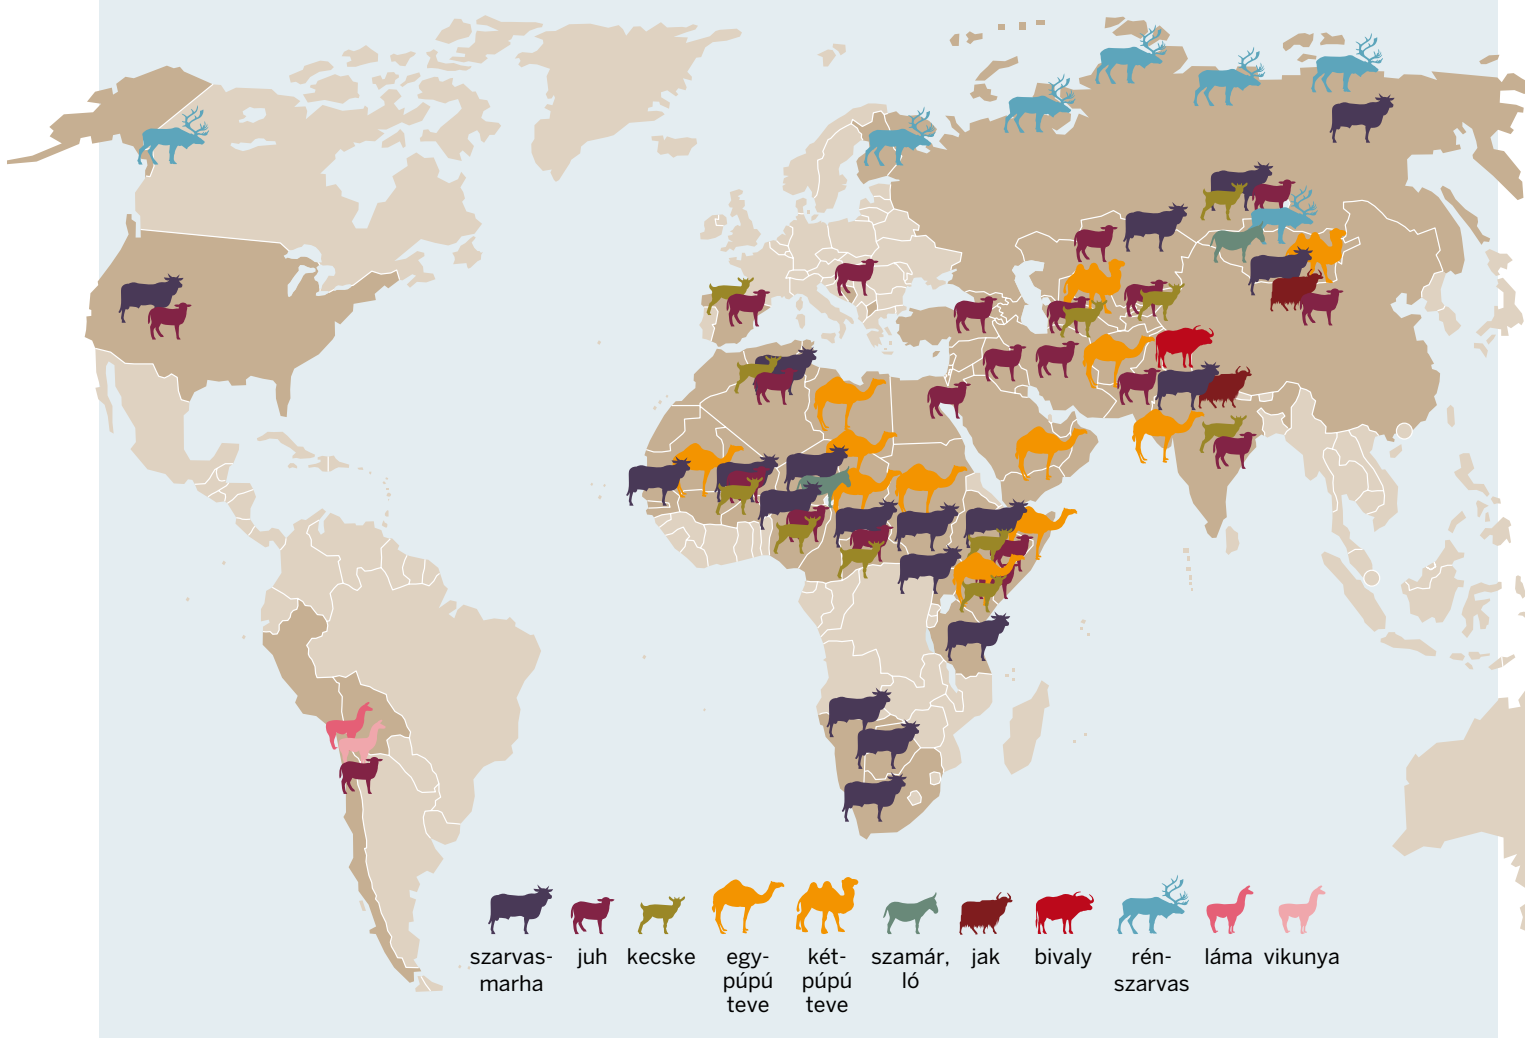 szarvas-
marha
juh
kecske
egy-
púpú
teve
két-
púpú
teve
szamár,
ló
jak
bivaly
rén-
szarvas
láma
vikunya